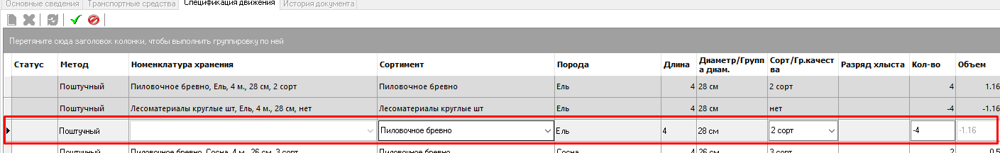 Основные сведения Транспортные средства Спецификация движения История документа
Перетяните сюда заголовок колонки, чтобы выполнить группировку по ней
Статус Метод Номенклатура хранения Сортимент Порода Длина Диаметр/Групп а диам. Сорт/Гр.качест ва Разряд хлыста Кол-во Объем
Поштучный Пиловочное бревно, Ель, 4 м., 28 см, 2 сорт Пиловочное бревно Ель 4 28 см 2 сорт 4 1.16
Поштучный Лесоматериалы круглые шт, Ель, 4 м., 28 см, нет Лесоматериалы круглые шт Ель 4 28 см нет -4 -1.16
Поштучный Пиловочное бревно Ель 4 28 см 2 сорт -4 -1.16
Поштучный Пиловочное бревно, Сосна, 4 м., 26 см, 3 сорт Пиловочное бревно Сосна 4 26 см 3 сорт 2